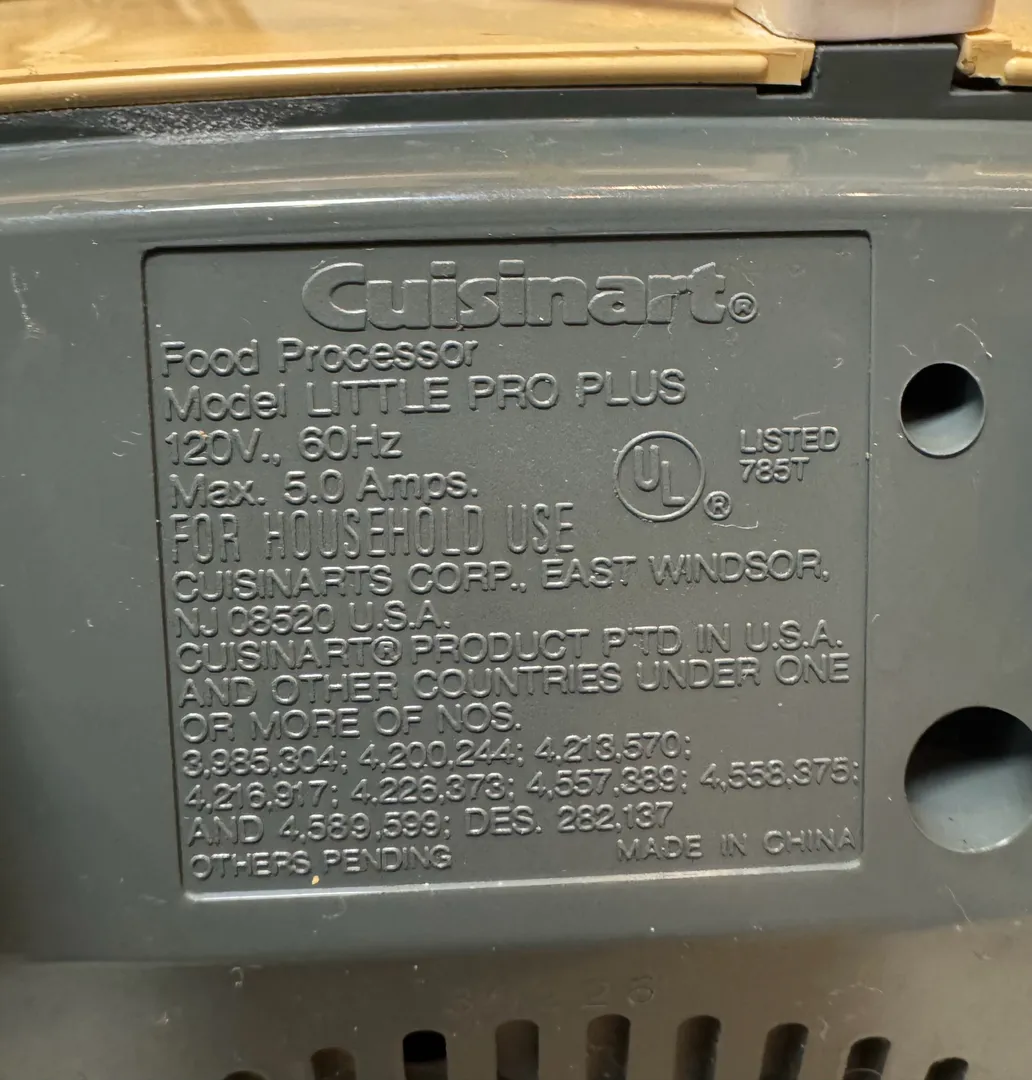 Cuisinart®
Food Processor
Model LITTLE PRO PLUS
120V., 60Hz
Max. 5.0 Amps.
UL ® LISTED
785T
FOR HOUSEHOLD USE
CUISINARTS CORP., EAST WINDSOR,
NJ 08520 U.S.A.
CUISINART® PRODUCT P'TD IN U.S.A.
AND OTHER COUNTRIES UNDER ONE
OR MORE OF NOS.
3,985,304; 4,200,244; 4,213,570;
4,216,917; 4,226,373; 4,557,389; 4,558,375;
AND 4,589,599; DES. 282,137
OTHERS PENDING MADE IN CHINA